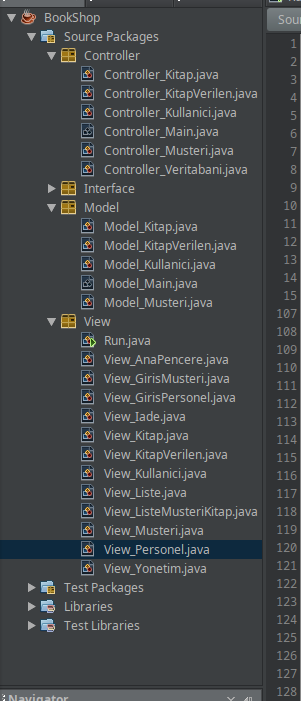 BookShop
Source Packages
Controller
Controller_Kitap.java
Controller_KitapVerilen.java
Controller_Kullanici.java
Controller_Main.java
Controller_Musteri.java
Controller_Veritabani.java
Interface
Model
Model_Kitap.java
Model_KitapVerilen.java
Model_Kullanici.java
Model_Main.java
Model_Musteri.java
View
Run.java
View_AnaPencere.java
View_GirisMusteri.java
View_GirisPersonel.java
View_Iade.java
View_Kitap.java
View_KitapVerilen.java
View_Kullanici.java
View_Liste.java
View_ListeMusteriKitap.java
View_Musteri.java
View_Personel.java
View_Yonetim.java
Test Packages
Libraries
Test Libraries
Navigator
Sour
1
3
4
5
6
7
8
9
10
11
12
13
14
15
107
108
109
110
111
112
113
114
115
116
117
118
119
120
121
122
123
124
125
126
127
128